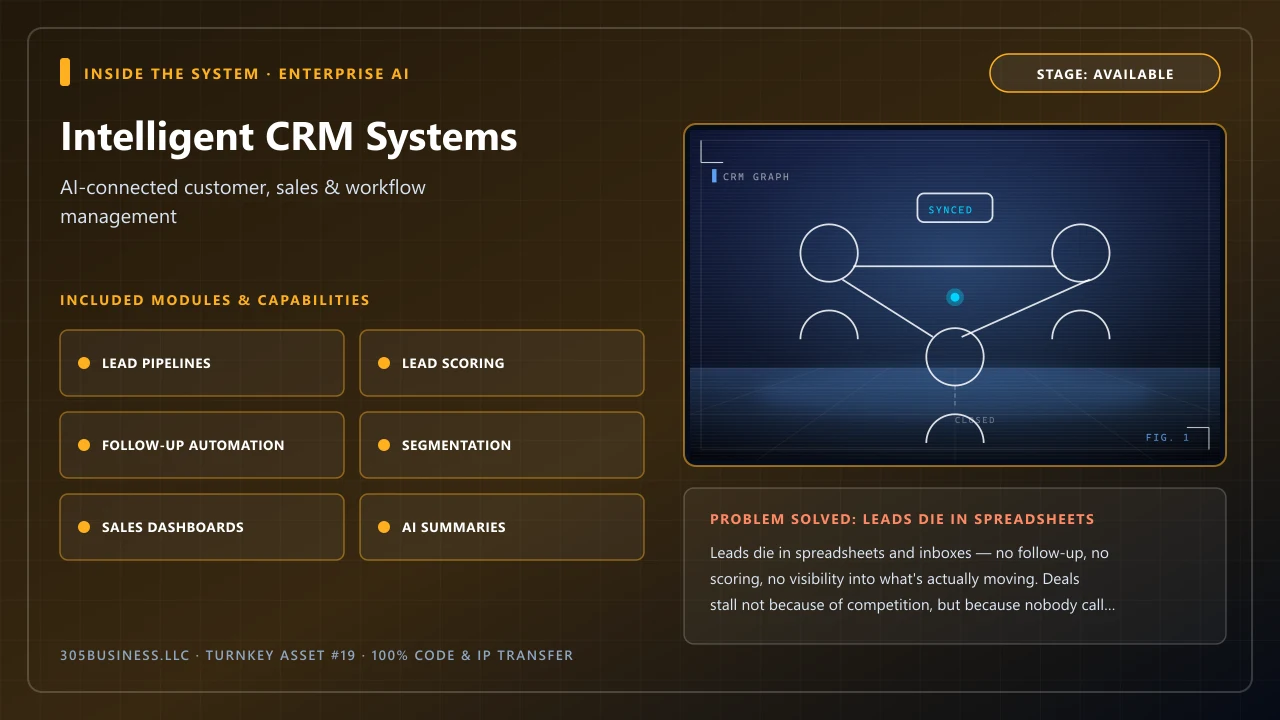 INSIDE THE SYSTEM · ENTERPRISE AI
STAGE: AVAILABLE
Intelligent CRM Systems
AI-connected customer, sales & workflow
management
INCLUDED MODULES & CAPABILITIES
LEAD PIPELINES
LEAD SCORING
FOLLOW-UP AUTOMATION
SEGMENTATION
SALES DASHBOARDS
AI SUMMARIES
CRM GRAPH
SYNCED
CLOSED
FIG. 1
PROBLEM SOLVED: LEADS DIE IN SPREADSHEETS
Leads die in spreadsheets and inboxes — no follow-up, no
scoring, no visibility into what's actually moving. Deals
stall not because of competition, but because nobody call...
305BUSINESS.LLC · TURNKEY ASSET #19 · 100% CODE & IP TRANSFER